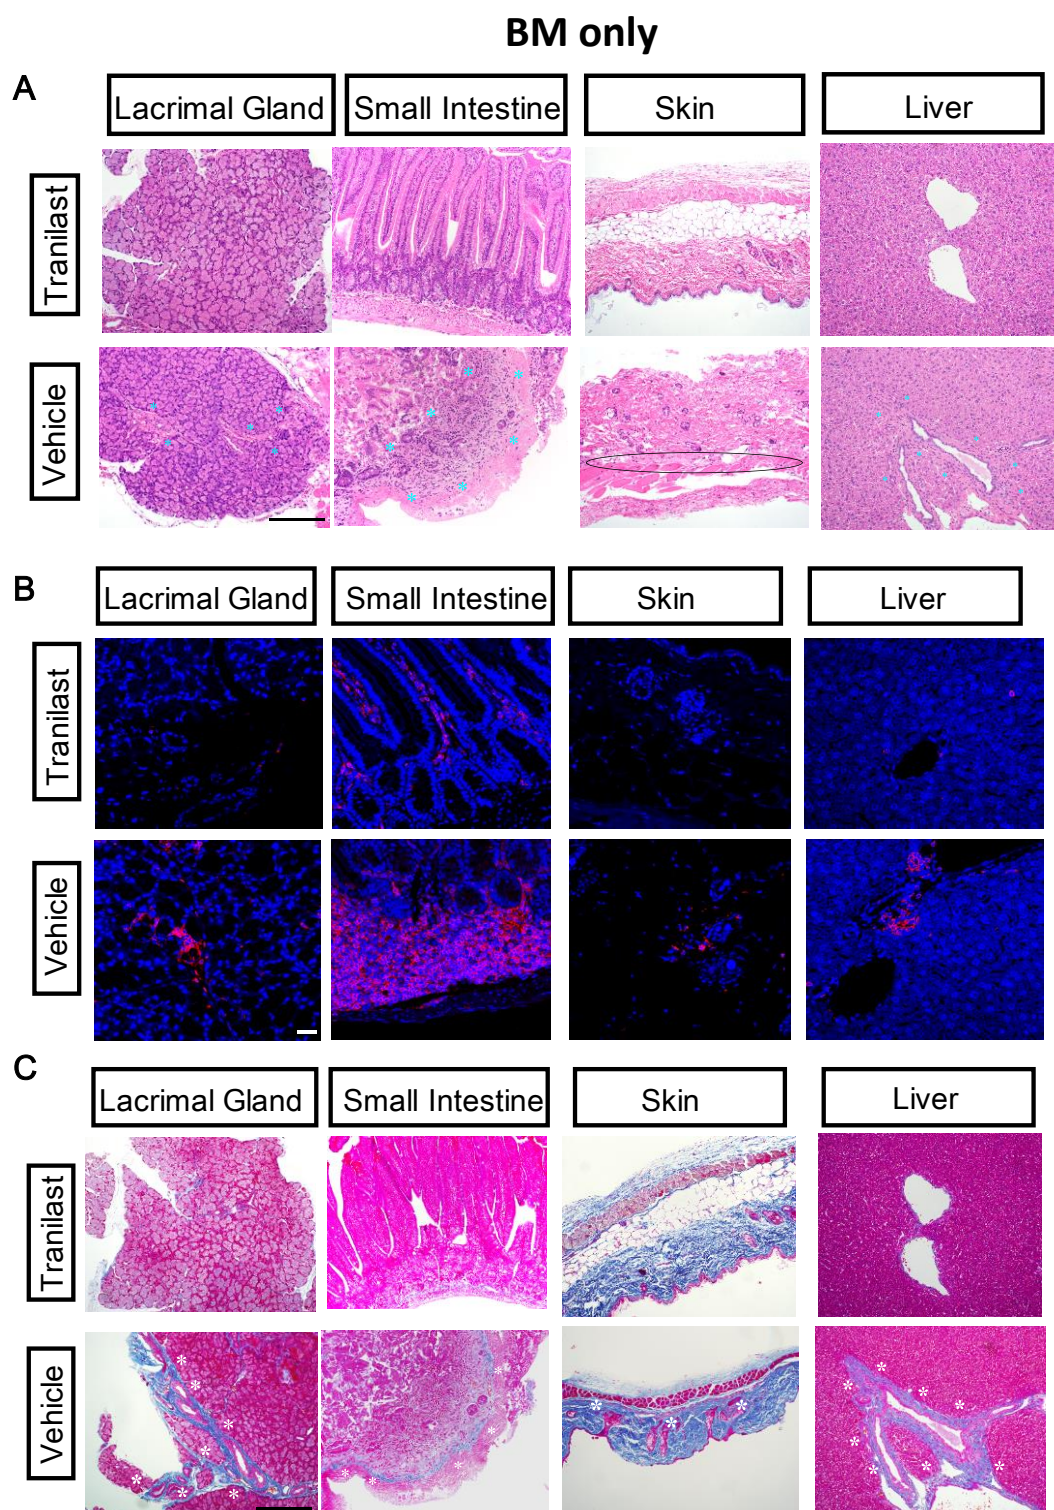 BM only
A
Lacrimal Gland Small Intestine Skin Liver
Tranilast
Vehicle
B
Lacrimal Gland Small Intestine Skin Liver
Tranilast
Vehicle
C
Lacrimal Gland Small Intestine Skin Liver
Tranilast
Vehicle